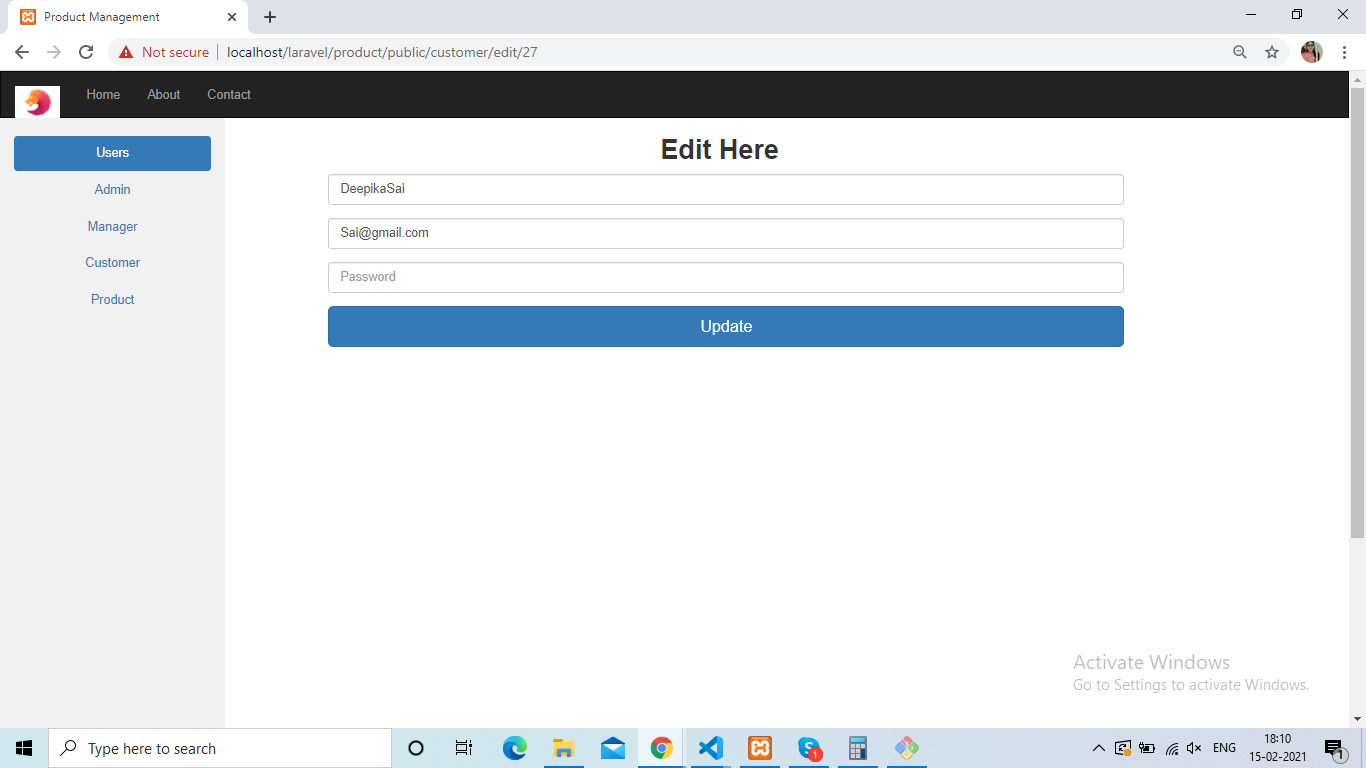 Product Management
Not secure
localhost/laravel/product/public/customer/edit/27
Home
About
Contact
Users
Admin
Manager
Customer
Product
Edit Here
DeepikaSai
Sai@gmail.com
Password
Update
Activate Windows
Go to Settings to activate Windows.
Type here to search
1
ENG
18:10
15-02-2021
1